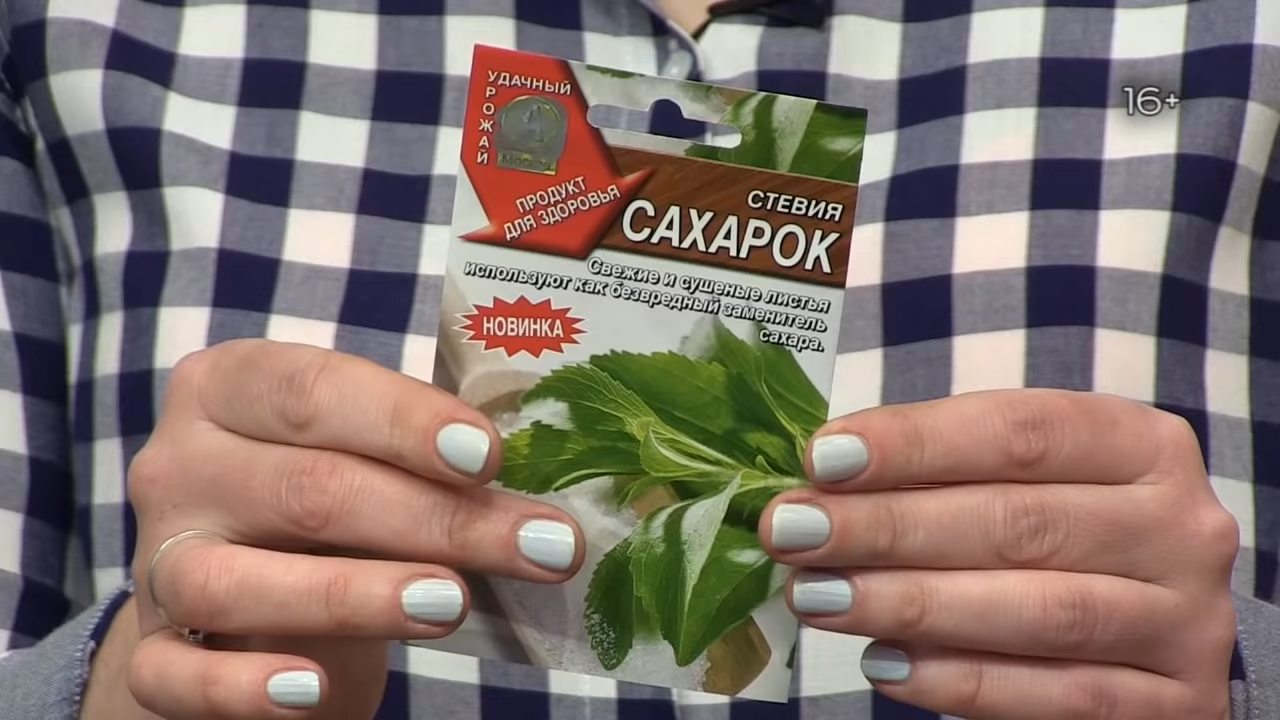 УДАЧНЫЙ
УРОЖАЙ
ПРОДУКТ
ДЛЯ ЗДОРОВЬЯ
16+
СТЕВИЯ
САХАРОК
Свежие и сушеные листья
используют как безвредный заменитель
сахара.
НОВИНКА